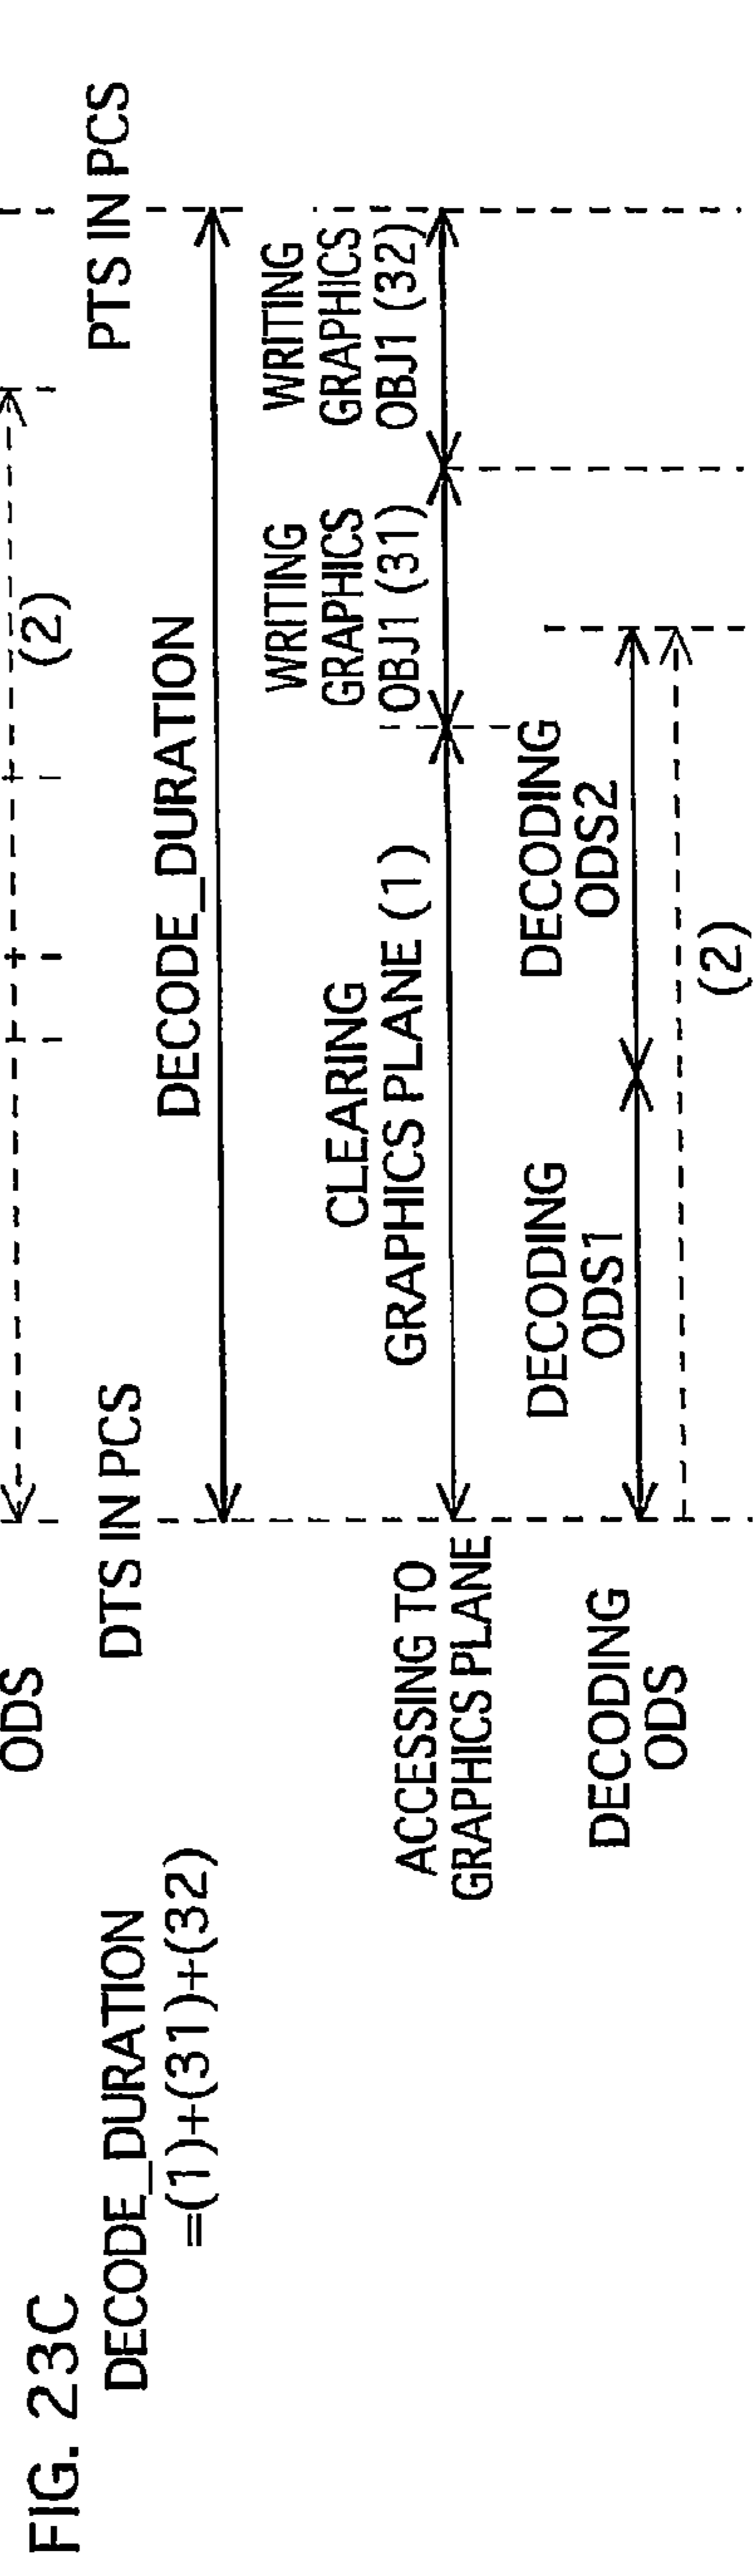 ODS
(2)
FIG. 23C
DECODE_DURATION
=(1)+(31)+(32)
DTS IN PCS
PTS IN PCS
DECODE_DURATION
ACCESSING TO
GRAPHICS PLANE
CLEARING
GRAPHICS PLANE (1)
WRITING
GRAPHICS
OBJ1 (31)
WRITING
GRAPHICS
OBJ1 (32)
DECODING
ODS
DECODING
ODS1
DECODING
ODS2
(2)